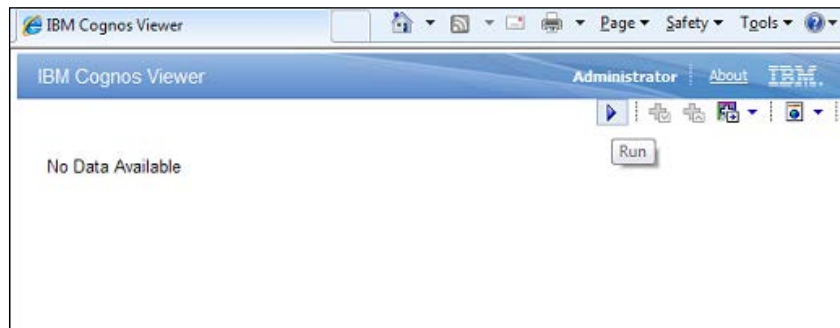 IBM Cognos Viewer
Page Safety Tools
IBM Cognos Viewer Administrator About IBM.
Run
No Data Available